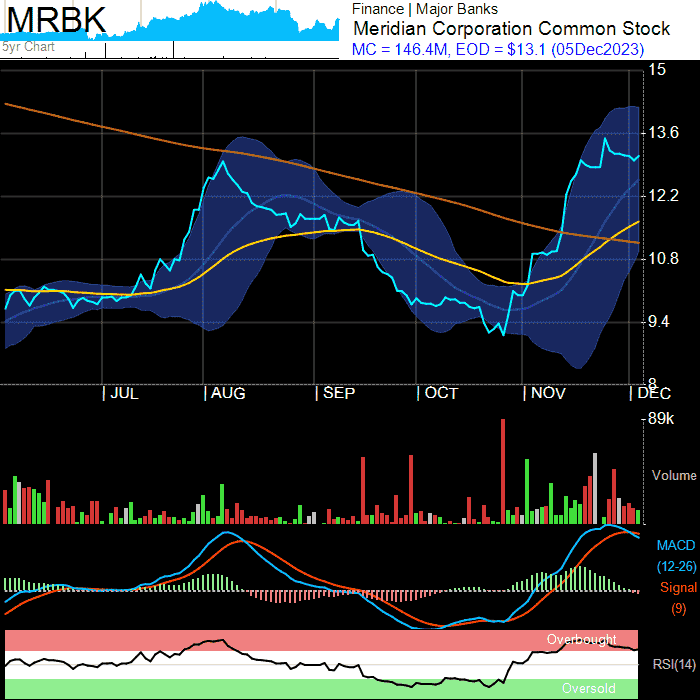 MRBK
5yr Chart
Finance | Major Banks
Meridian Corporation Common Stock
MC = 146.4M, EOD = $13.1 (05Dec2023)
15
13.6
12.2
10.8
9.4
8
| JUL | AUG | SEP | OCT | NOV | DEC
89k
Volume
MACD
(12-26)
Signal
(9)
Overbought
RSI(14)
Oversold